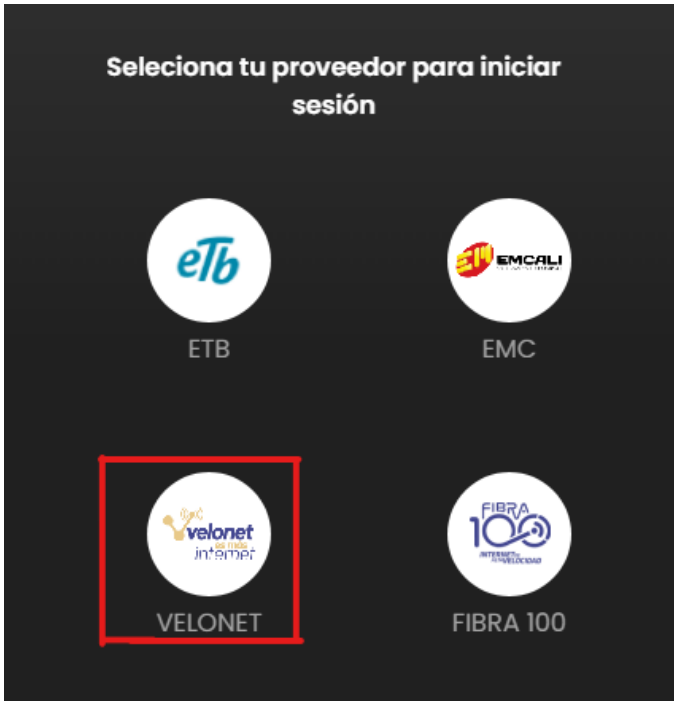 Seleciona tu proveedor para iniciar
sesión
eTb
EM EMCALI
ETB
EMC
velonet
es más
internet
FIBRA
100
INTERNET
VELOCIDAD
VELONET
FIBRA 100